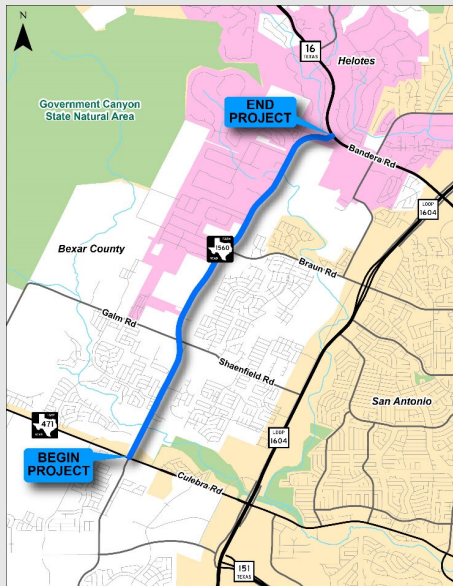 N
16
TEXAS
Helotes
Government Canyon
State Natural Area
END
PROJECT
Bandera Rd
LOOP
1604
1560
Bexar County
Braun Rd
Galm Rd
Shaenfield Rd
San Antonio
471
LOOP
1604
BEGIN
PROJECT
Culebra Rd
151
TEXAS